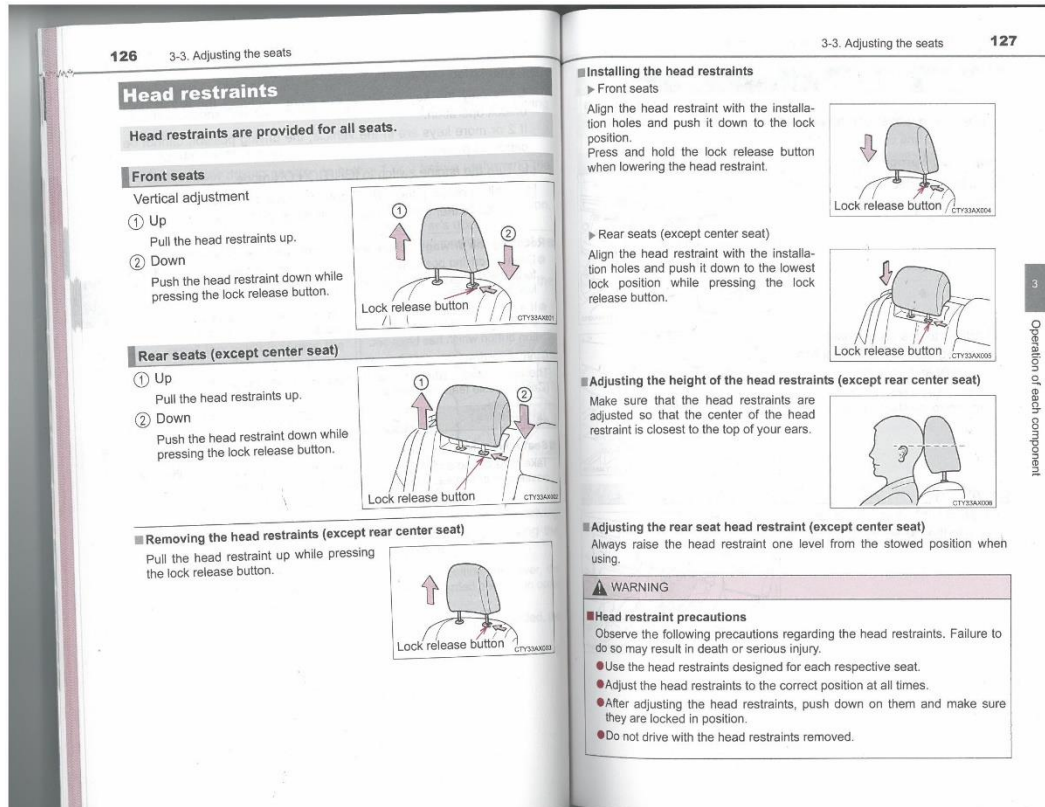 126 3-3. Adjusting the seats
Head restraints
Head restraints are provided for all seats.
Front seats
Vertical adjustment
① Up
Pull the head restraints up.
② Down
Push the head restraint down while
pressing the lock release button.
①
②
Lock release button
CTY33AX001
Rear seats (except center seat)
① Up
Pull the head restraints up.
② Down
Push the head restraint down while
pressing the lock release button.
①
②
Lock release button
CTY33AX002
■Removing the head restraints (except rear center seat)
Pull the head restraint up while pressing
the lock release button.
Lock release button
CTY33AX003
3-3. Adjusting the seats 127
■Installing the head restraints
▶Front seats
Align the head restraint with the installa-
tion holes and push it down to the lock
position.
Press and hold the lock release button
when lowering the head restraint.
Lock release button
CTY33AX004
▶Rear seats (except center seat)
Align the head restraint with the installa-
tion holes and push it down to the lowest
lock position while pressing the lock
release button.
Lock release button
CTY33AX005
■Adjusting the height of the head restraints (except rear center seat)
Make sure that the head restraints are
adjusted so that the center of the head
restraint is closest to the top of your ears.
CTY33AX006
■Adjusting the rear seat head restraint (except center seat)
Always raise the head restraint one level from the stowed position when
using.
WARNING
■Head restraint precautions
Observe the following precautions regarding the head restraints. Failure to
do so may result in death or serious injury.
●Use the head restraints designed for each respective seat.
●Adjust the head restraints to the correct position at all times.
●After adjusting the head restraints, push down on them and make sure
they are locked in position.
●Do not drive with the head restraints removed.
3
Operation of each component